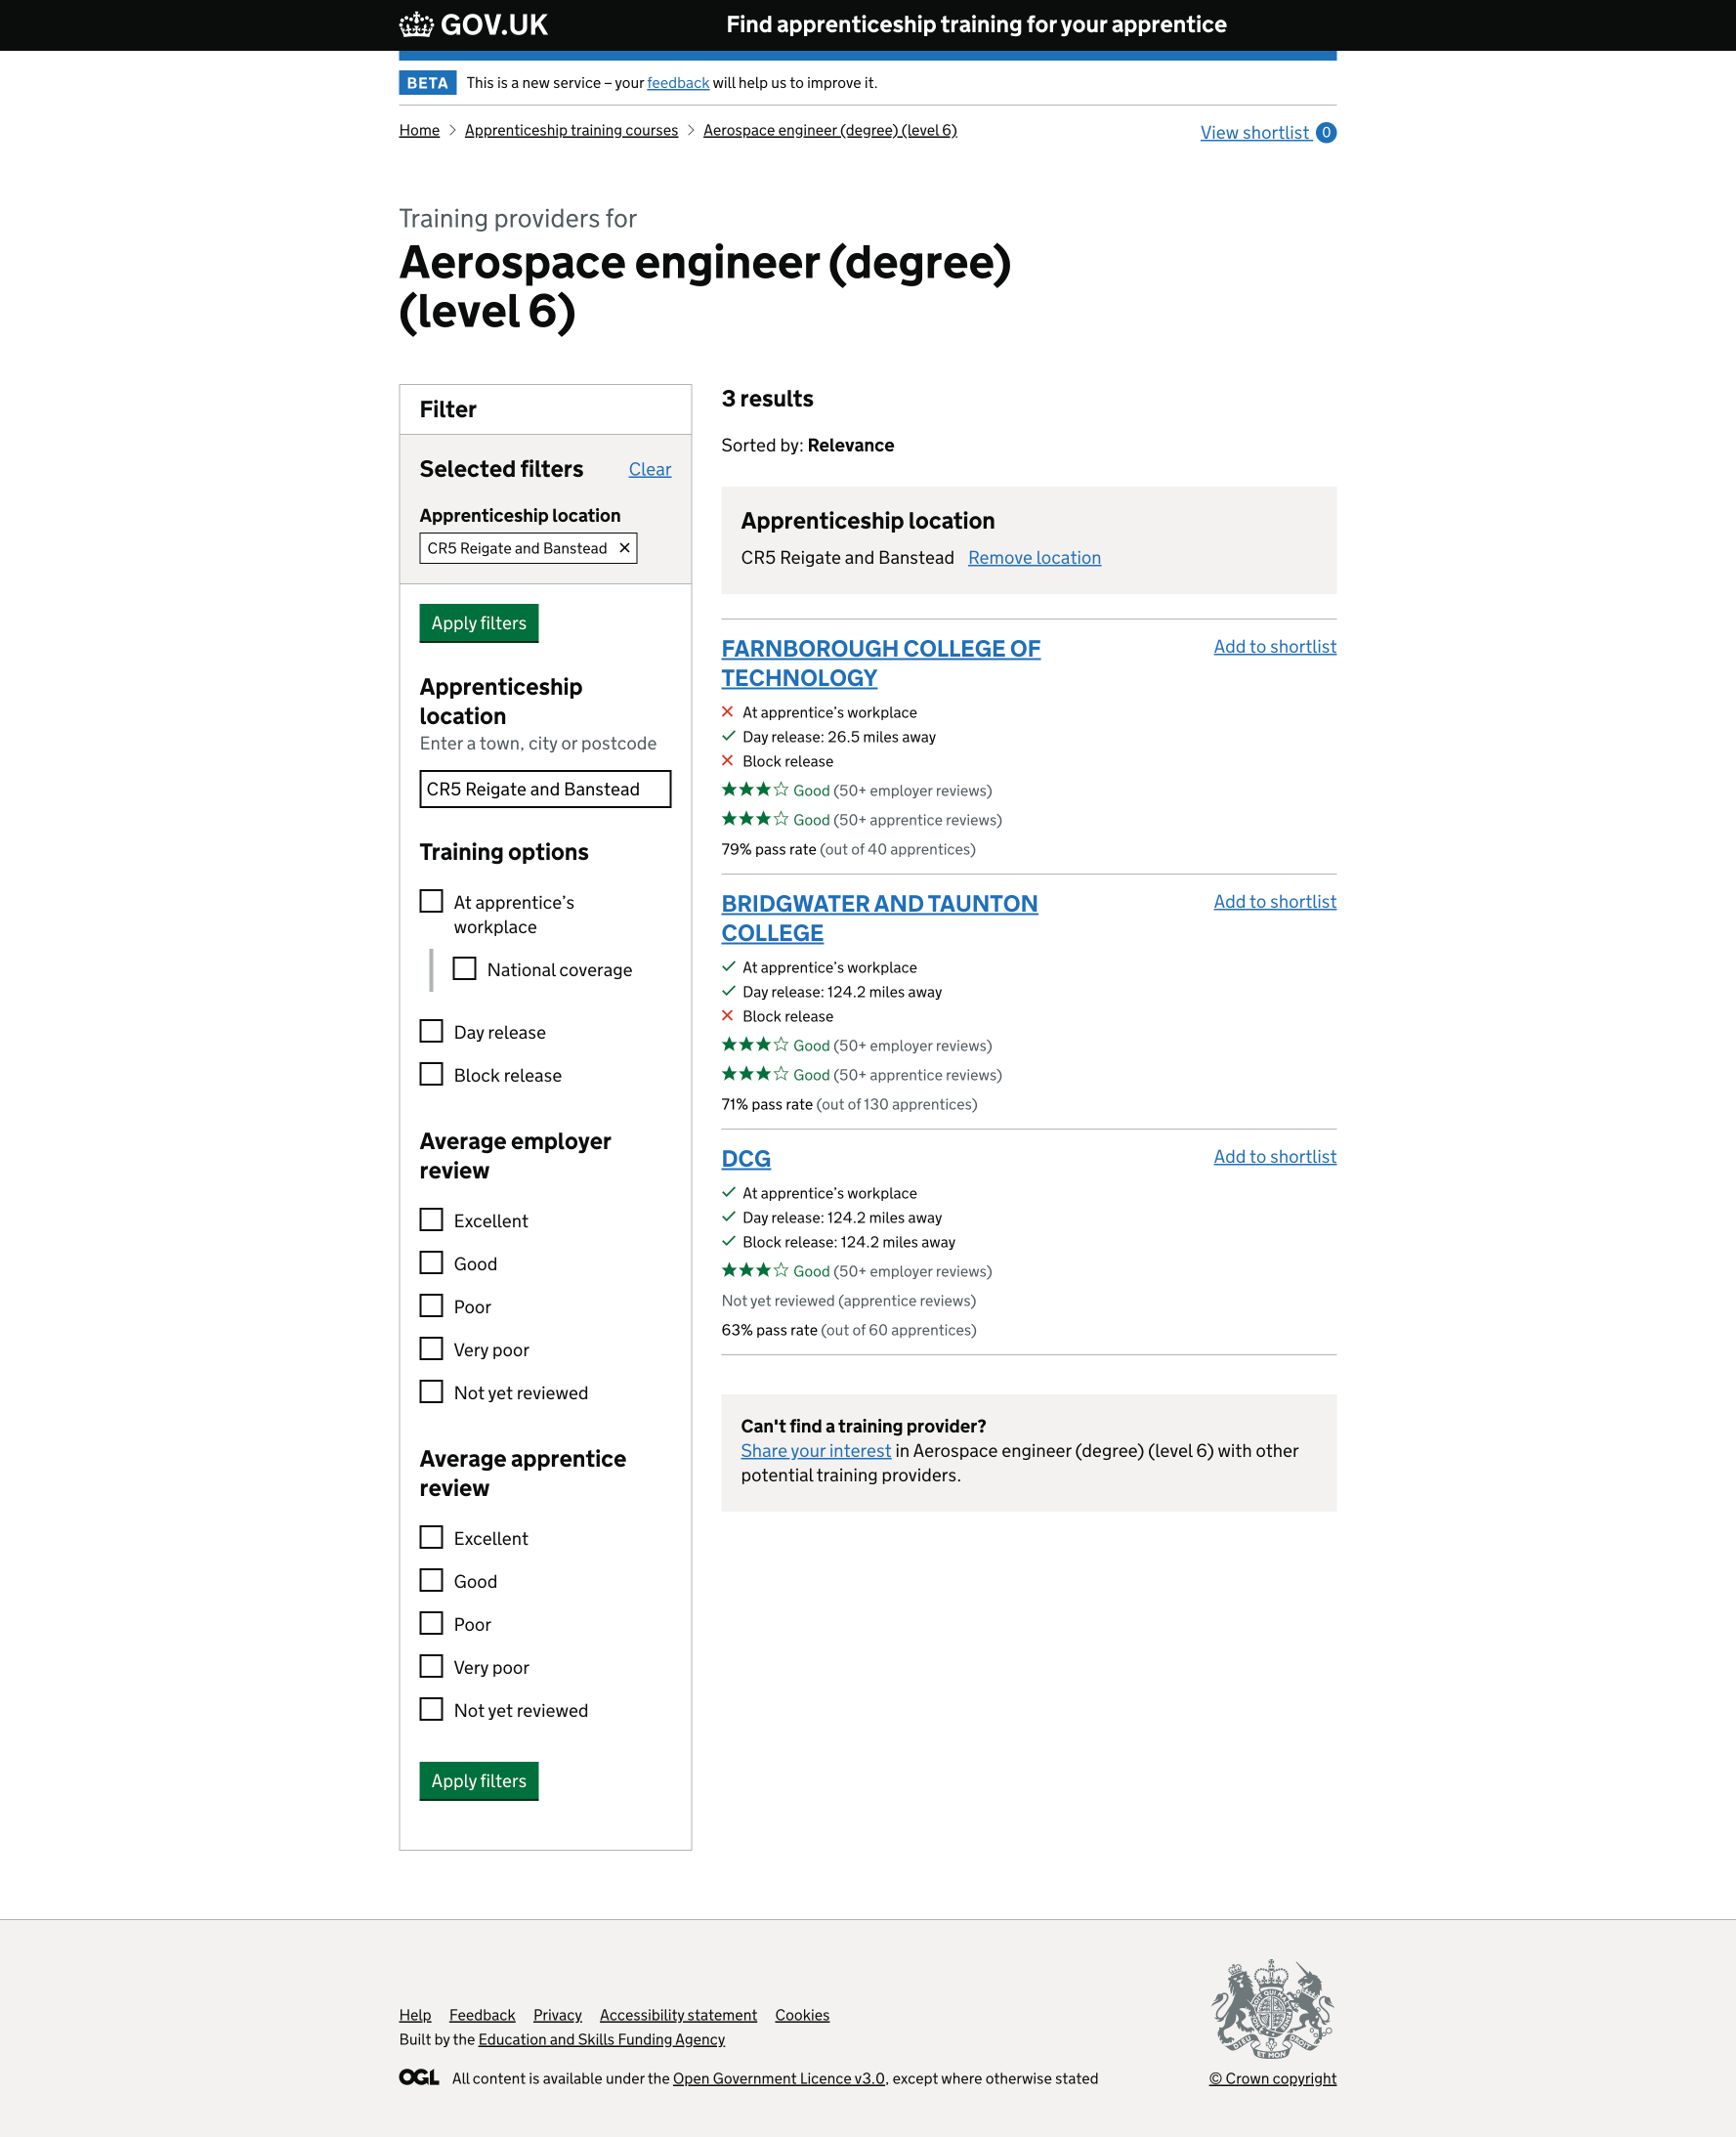 GOV.UK
Find apprenticeship training for your apprentice
BETA This is a new service – your feedback will help us to improve it.
Home > Apprenticeship training courses > Aerospace engineer (degree) (level 6)
View shortlist 0
Training providers for
Aerospace engineer (degree)
(level 6)
Filter
Selected filters Clear
Apprenticeship location
CR5 Reigate and Banstead ✕
Apply filters
Apprenticeship
location
Enter a town, city or postcode
CR5 Reigate and Banstead
Training options
At apprentice’s
workplace
National coverage
Day release
Block release
Average employer
review
Excellent
Good
Poor
Very poor
Not yet reviewed
Average apprentice
review
Excellent
Good
Poor
Very poor
Not yet reviewed
Apply filters
3 results
Sorted by: Relevance
Apprenticeship location
CR5 Reigate and Banstead Remove location
FARNBOROUGH COLLEGE OF
TECHNOLOGY
Add to shortlist
At apprentice’s workplace
Day release: 26.5 miles away
Block release
Good (50+ employer reviews)
Good (50+ apprentice reviews)
79% pass rate (out of 40 apprentices)
BRIDGWATER AND TAUNTON
COLLEGE
Add to shortlist
At apprentice’s workplace
Day release: 124.2 miles away
Block release
Good (50+ employer reviews)
Good (50+ apprentice reviews)
71% pass rate (out of 130 apprentices)
DCG
Add to shortlist
At apprentice’s workplace
Day release: 124.2 miles away
Block release: 124.2 miles away
Good (50+ employer reviews)
Not yet reviewed (apprentice reviews)
63% pass rate (out of 60 apprentices)
Can't find a training provider?
Share your interest in Aerospace engineer (degree) (level 6) with other
potential training providers.
Help Feedback Privacy Accessibility statement Cookies
Built by the Education and Skills Funding Agency
OGL All content is available under the Open Government Licence v3.0, except where otherwise stated
DIEU ET MON DROIT
© Crown copyright